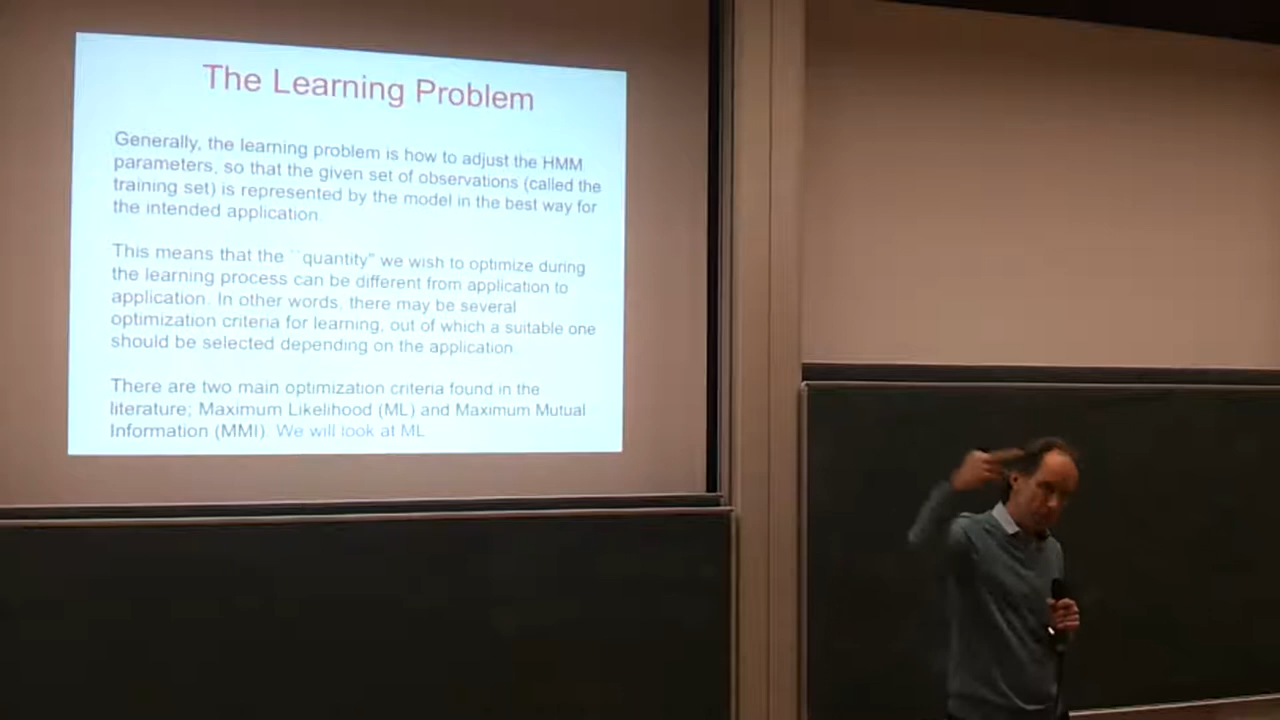 The Learning Problem
Generally, the learning problem is how to adjust the HMM
parameters, so that the given set of observations (called the
training set) is represented by the model in the best way for
the intended application.
This means that the ``quantity'' we wish to optimize during
the learning process can be different from application to
application. In other words, there may be several
optimization criteria for learning, out of which a suitable one
should be selected depending on the application.
There are two main optimization criteria found in the
literature; Maximum Likelihood (ML) and Maximum Mutual
Information (MMI). We will look at ML